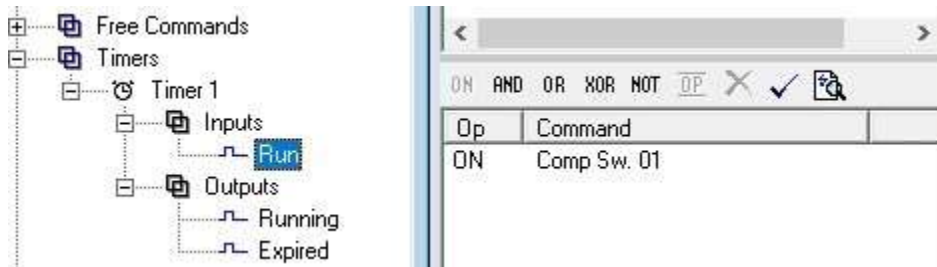 Free Commands
Timers
Timer 1
Inputs
Run
Outputs
Running
Expired
ON AND OR XOR NOT OP
Op Command
ON Comp Sw. 01